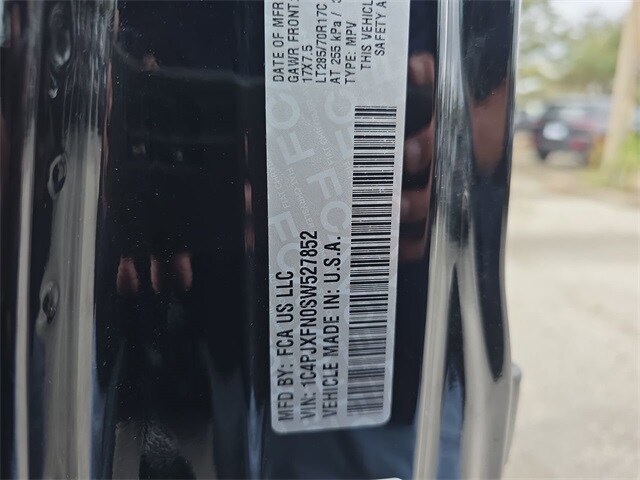 MFD BY: FCA US LLC
VIN: 1C4PJXFN0SW527852
VEHICLE MADE IN: U.S.A.
DATE OF MFR
GAWR FRONT:
17X7.5
LT285/70R17C
AT 255 kPa /
TYPE: MPV
THIS VEHICLE
SAFETY A